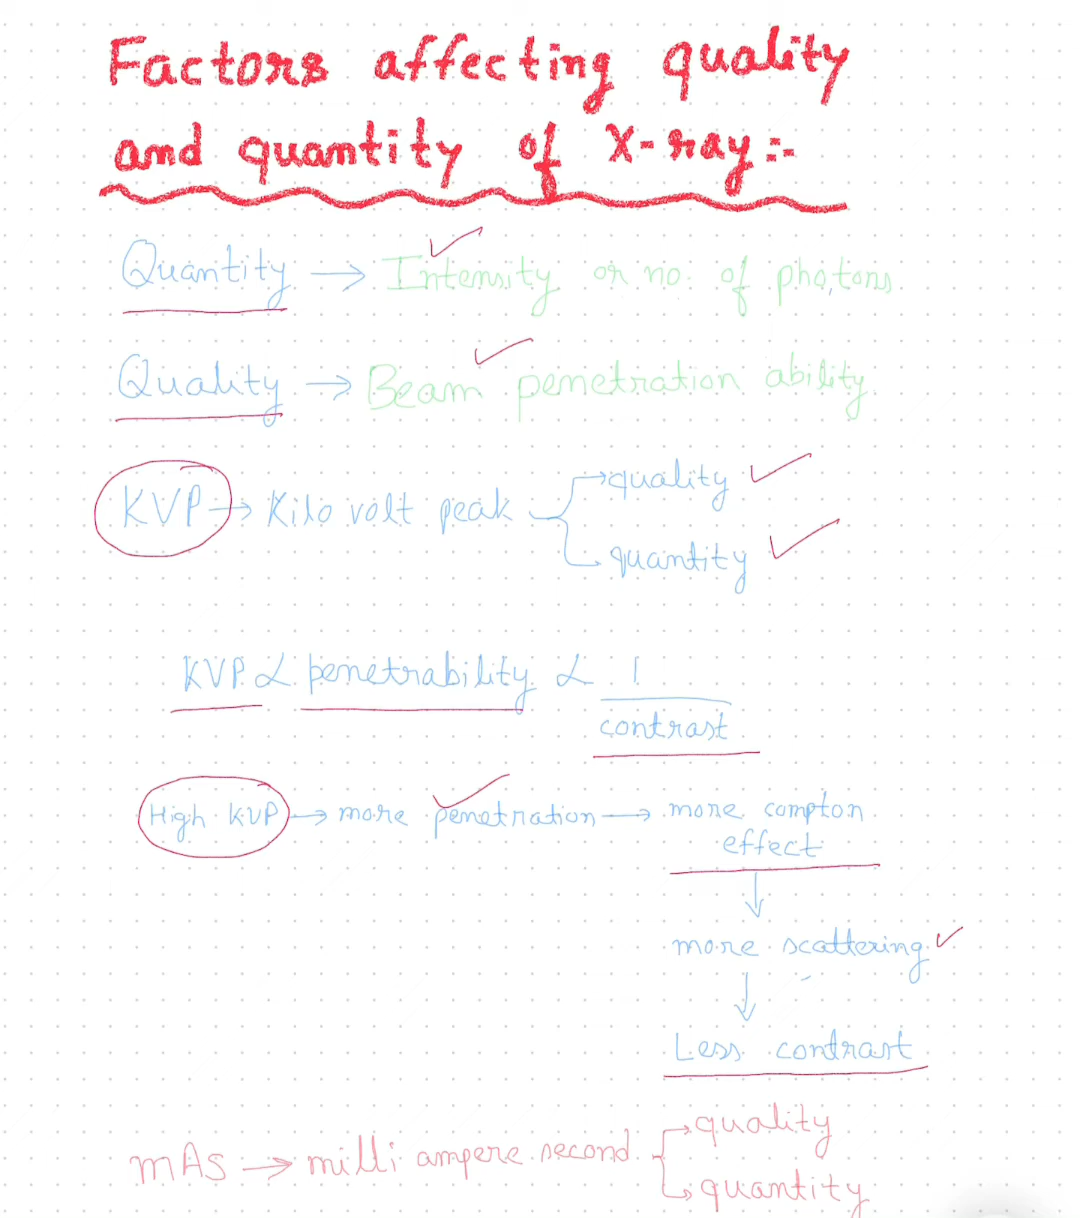 Factors affecting quality
and quantity of X-ray :-
Quantity → Intensity or no. of photons
Quality → Beam penetration ability
KVP → Kilo volt peak → quality
→ quantity
KVP ∝ penetrability ∝ 1
contrast
High KVP → more penetration → more compton
effect
↓
more scattering
↓
Less contrast
mAs → milli ampere second → quality
→ quantity